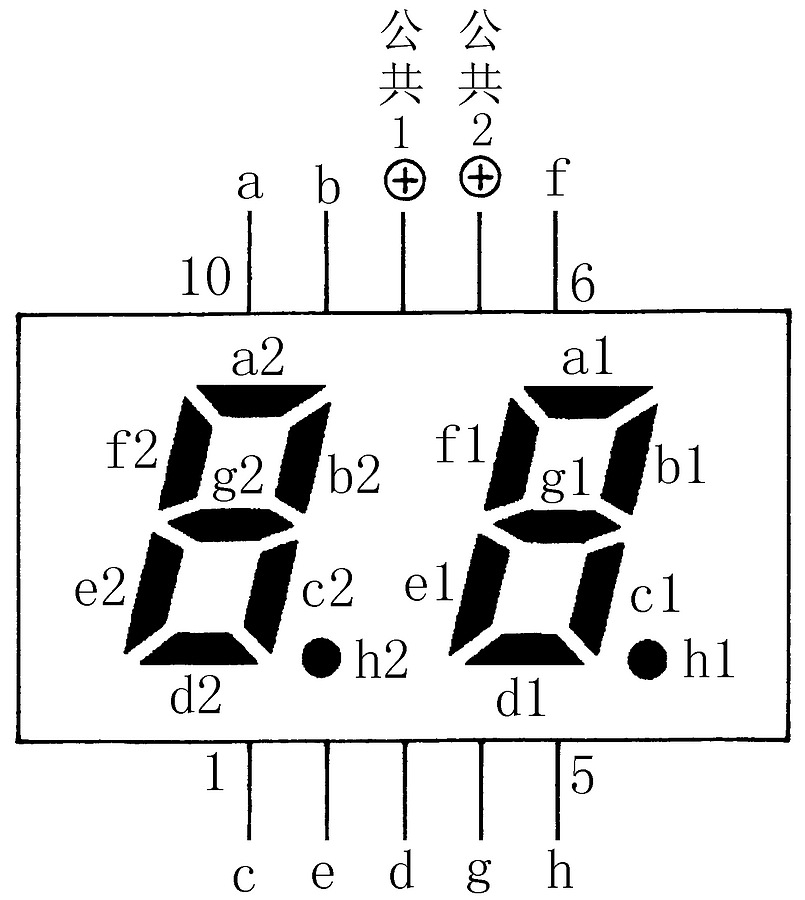 公共1 公共2
a b f
10 6
a2 a1
f2 g2 b2 f1 g1 b1
e2 c2 e1 c1
h2 h1
d2 d1
1 5
c e d g h